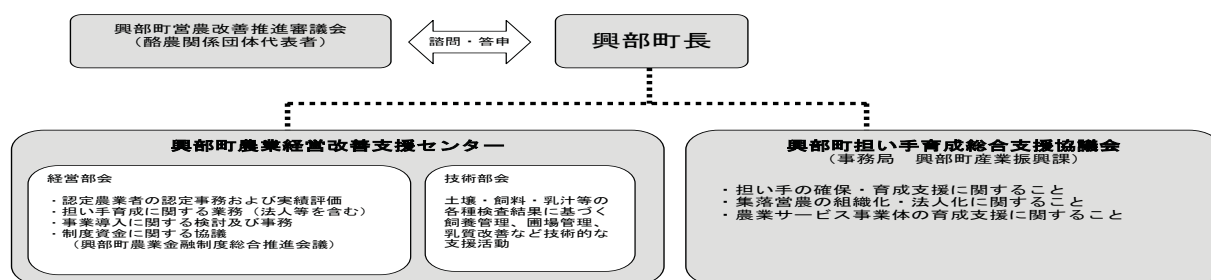 興部町営農改善推進審議会
（酪農関係団体代表者）
諮問・答申
興部町長
興部町農業経営改善支援センター
経営部会
・認定農業者の認定事務および実績評価
・担い手育成に関する業務（法人等を含む）
・事業導入に関する検討及び事務
・制度資金に関する協議
（興部町農業金融制度総合推進会議）
技術部会
土壌・飼料・乳汁等の
各種検査結果に基づく
飼養管理、圃場管理、
乳質改善など技術的な
支援活動
興部町担い手育成総合支援協議会
（事務局　興部町産業振興課）
・担い手の確保・育成支援に関すること
・集落営農の組織化・法人化に関すること
・農業サービス事業体の育成支援に関すること